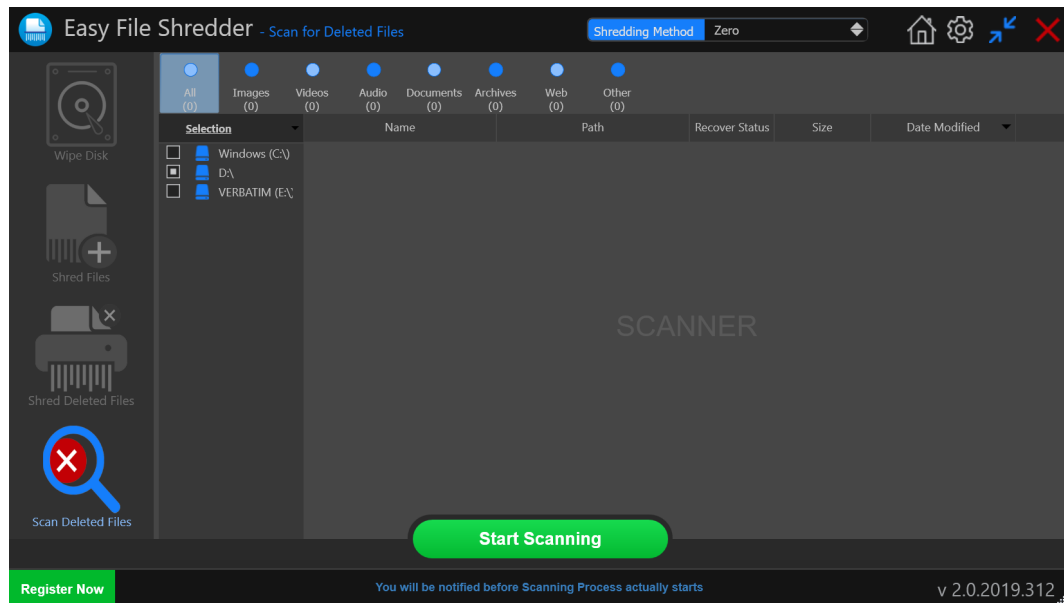 Easy File Shredder - Scan for Deleted Files
Shredding Method Zero
Wipe Disk
Shred Files
Shred Deleted Files
Scan Deleted Files
All (0)
Images (0)
Videos (0)
Audio (0)
Documents (0)
Archives (0)
Web (0)
Other (0)
Selection Name Path Recover Status Size Date Modified
Windows (C:\)
D:\
VERBATIM (E:\)
SCANNER
Start Scanning
Register Now
You will be notified before Scanning Process actually starts
v 2.0.2019.312